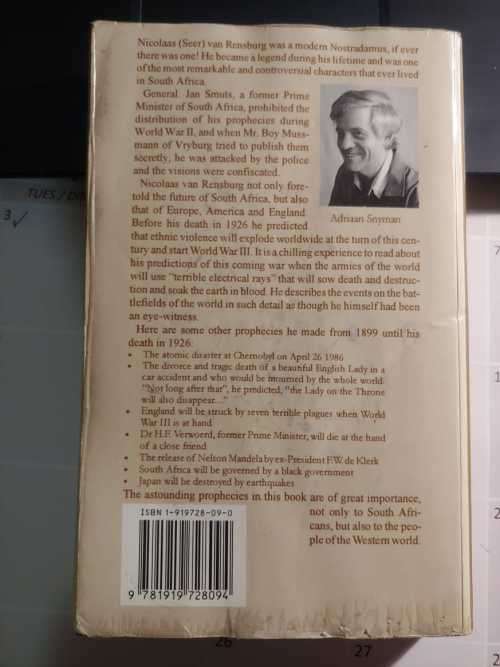 Nicolaas (Seer) van Rensburg was a modern Nostradamus, if ever
there was one! He became a legend during his lifetime and was one
of the most remarkable and controversial characters that ever lived
in South Africa.
General Jan Smuts, a former Prime
Minister of South Africa, prohibited the
distribution of his prophecies during
World War II, and when Mr. Boy Muss-
mann of Vryburg tried to publish them
secretly, he was attacked by the police
and the visions were confiscated.
Nicolaas van Rensburg not only fore-
told the future of South Africa, but also
that of Europe, America and England.
Before his death in 1926 he predicted
Adriaan Snyman
that ethnic violence will explode worldwide at the turn of this cen-
tury and start World War III. It is a chilling experience to read about
his predictions of this coming war when the armies of the world
will use "terrible electrical rays" that will sow death and destruc-
tion and soak the earth in blood. He describes the events on the bat-
tlefields of the world in such detail as though he himself had been
an eye-witness.
Here are some other prophecies he made from 1899 until his
death in 1926:
• The atomic disaster at Chernobyl on April 26 1986
• The divorce and tragic death of a beautiful English Lady in a
car accident and who would be mourned by the whole world.
"Not long after that", he predicted, "the Lady on the Throne
will also disappear..."
• England will be struck by seven terrible plagues when World
War III is at hand
• Dr H.F. Verwoerd, former Prime Minister, will die at the hand
of a close friend
• The release of Nelton Mandela by ex-President F.W. de Klerk
• South Africa will be governed by a black government
• Japan will be destroyed by earthquakes
The astounding prophecies in this book are of great importance,
not only to South Afri-
cans, but also to the peo-
ple of the Western world.
ISBN 1-919728-09-0
9 781919 728094
TUES / DI
3
26
27